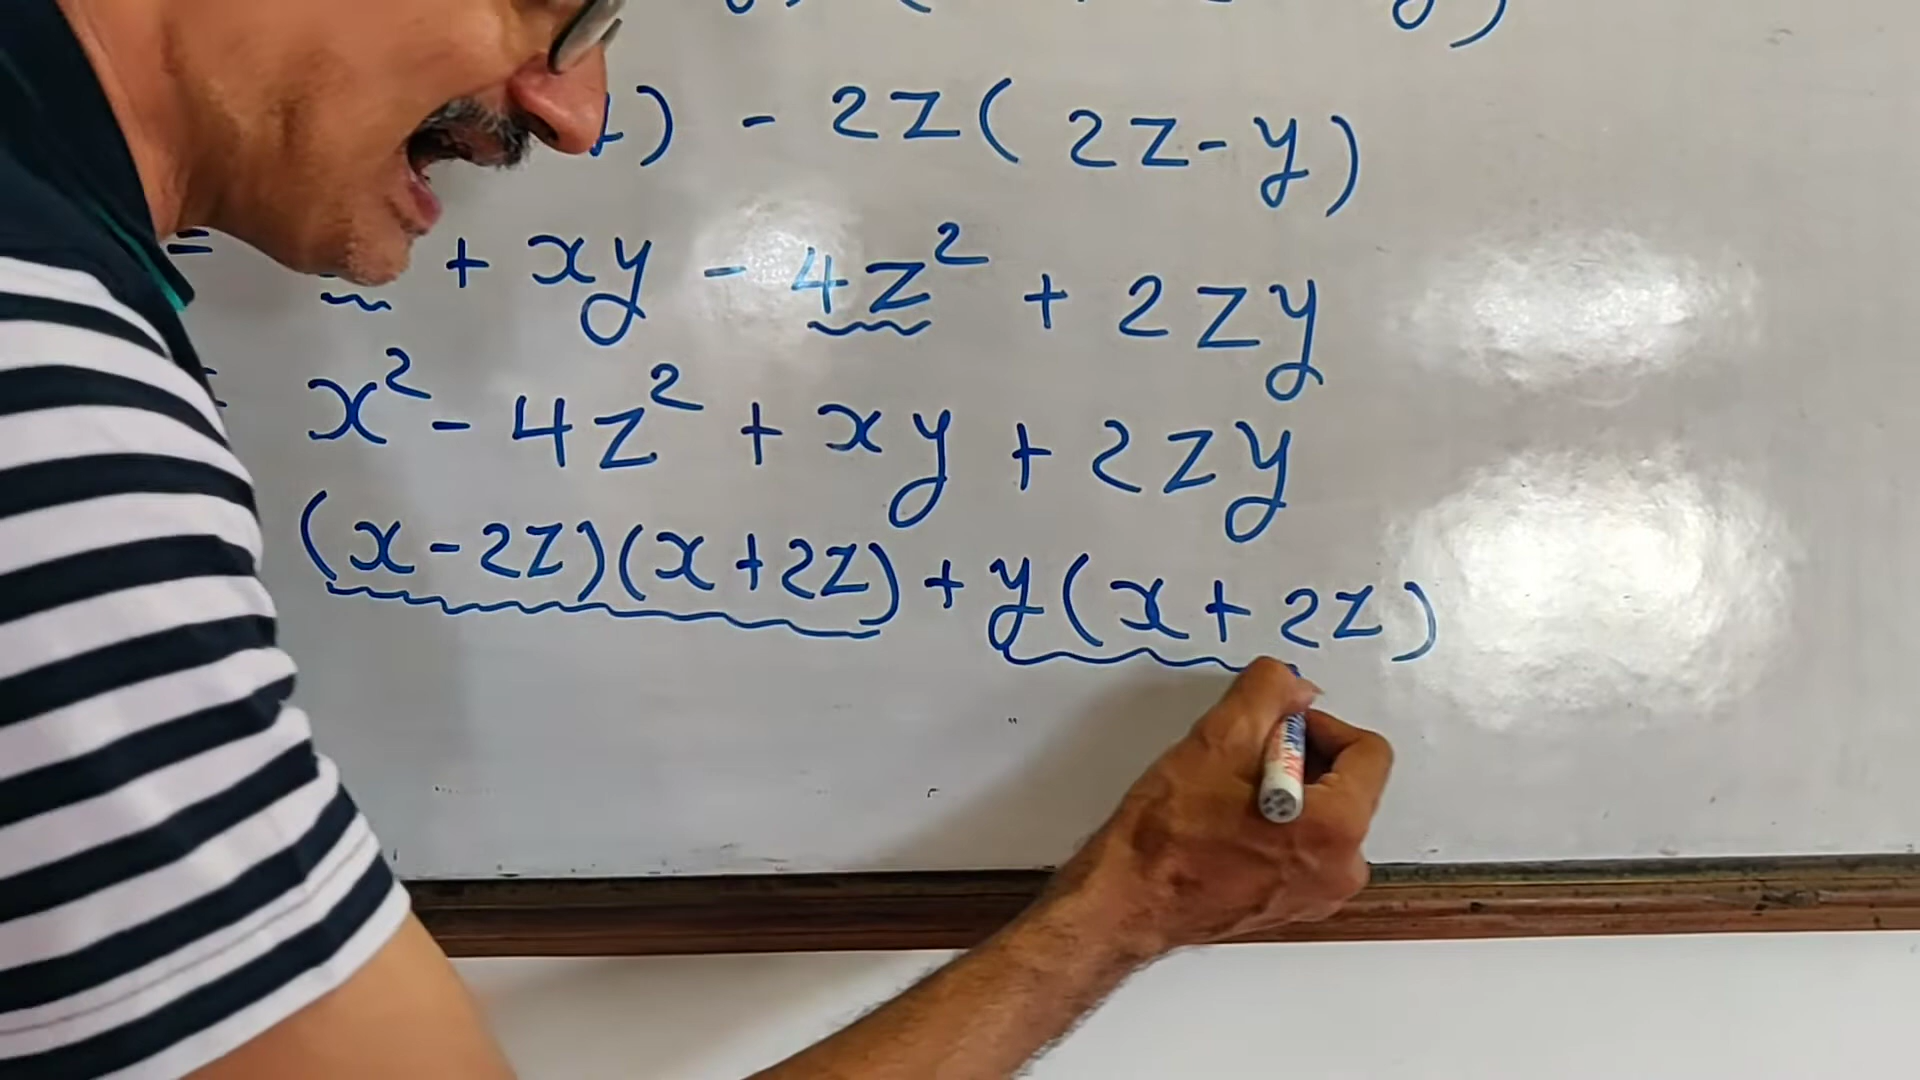 ) - 2z ( 2z - y )
= + xy - 4z² + 2zy
= x² - 4z² + xy + 2zy
(x - 2z)(x + 2z) + y(x + 2z)